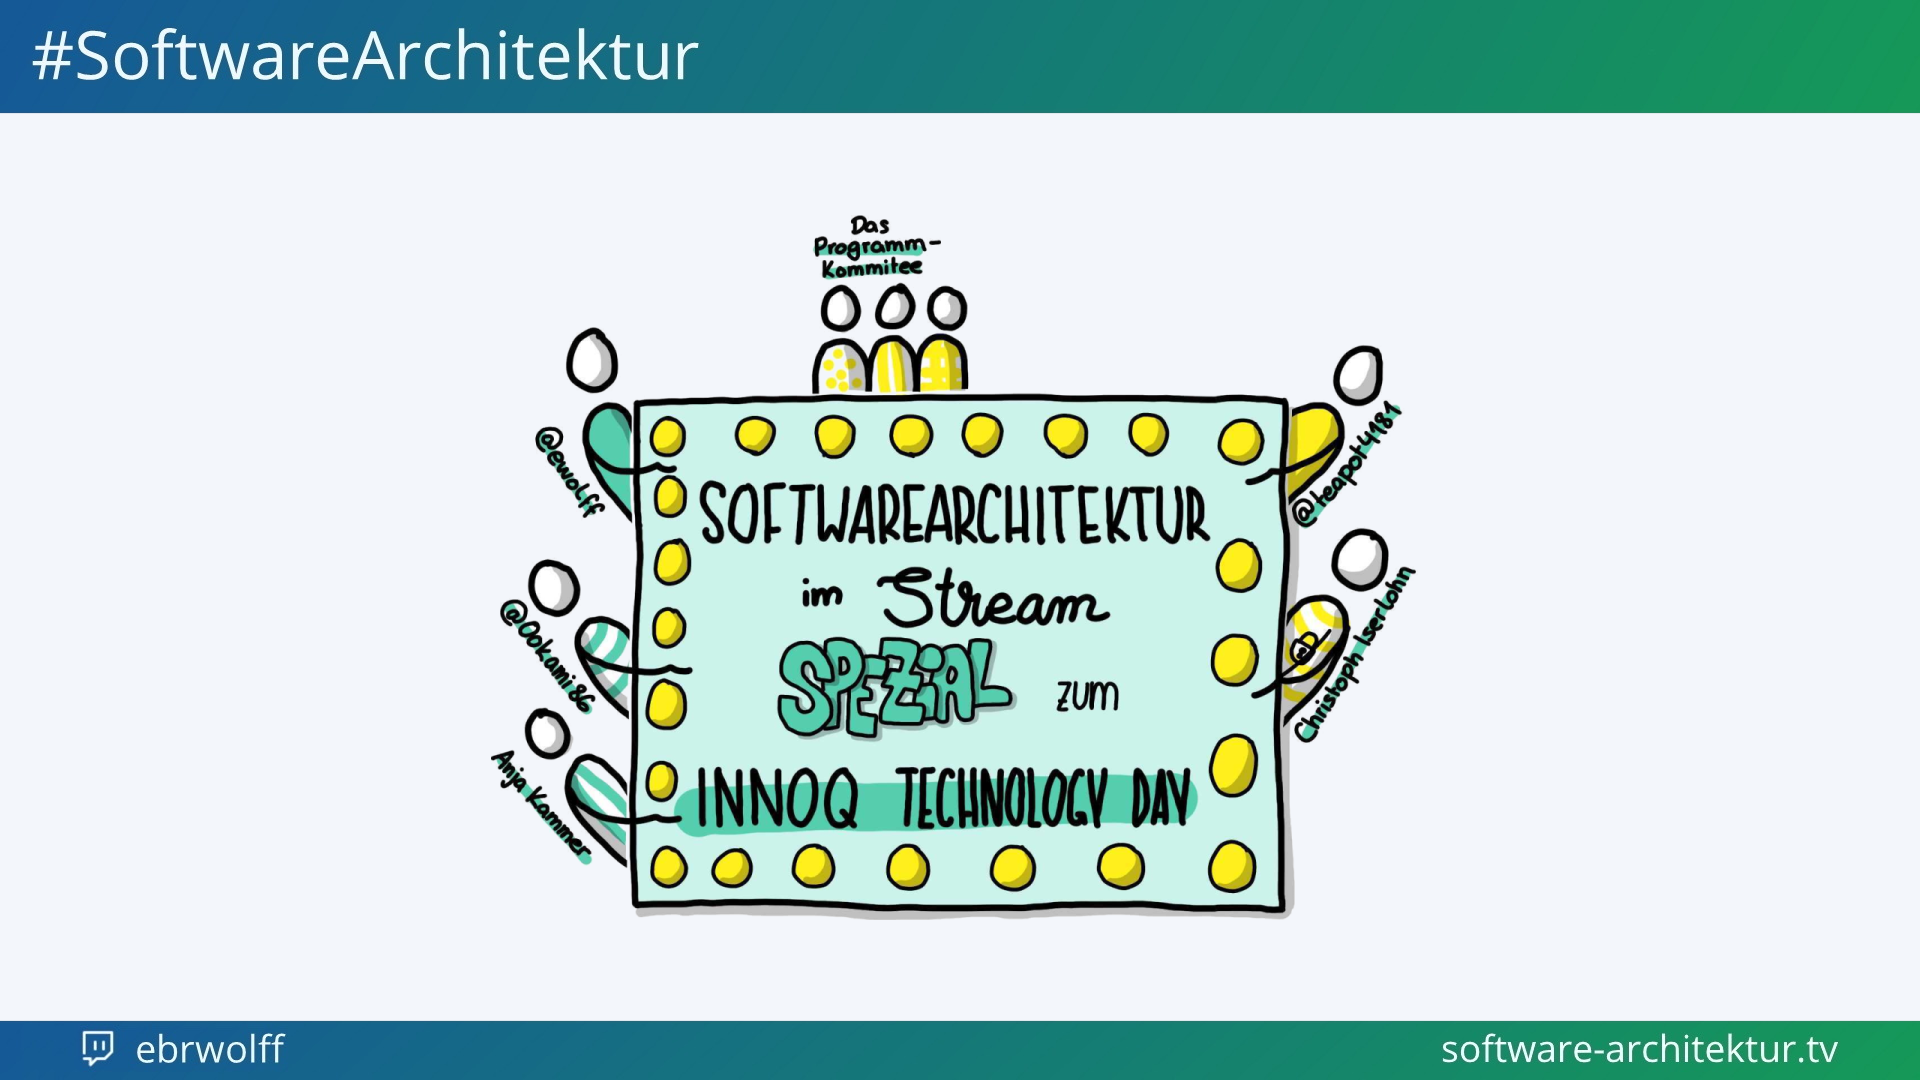 #SoftwareArchitektur
Das
Programm-
Kommitee
@ewolff
@teapot4181
SOFTWAREARCHITEKTUR
im Stream
@Ookami86
Christoph Iserlohn
SPEZiAL zum
Anja Kammer
INNOQ TECHNOLOGY DAY
ebrwolff
software-architektur.tv